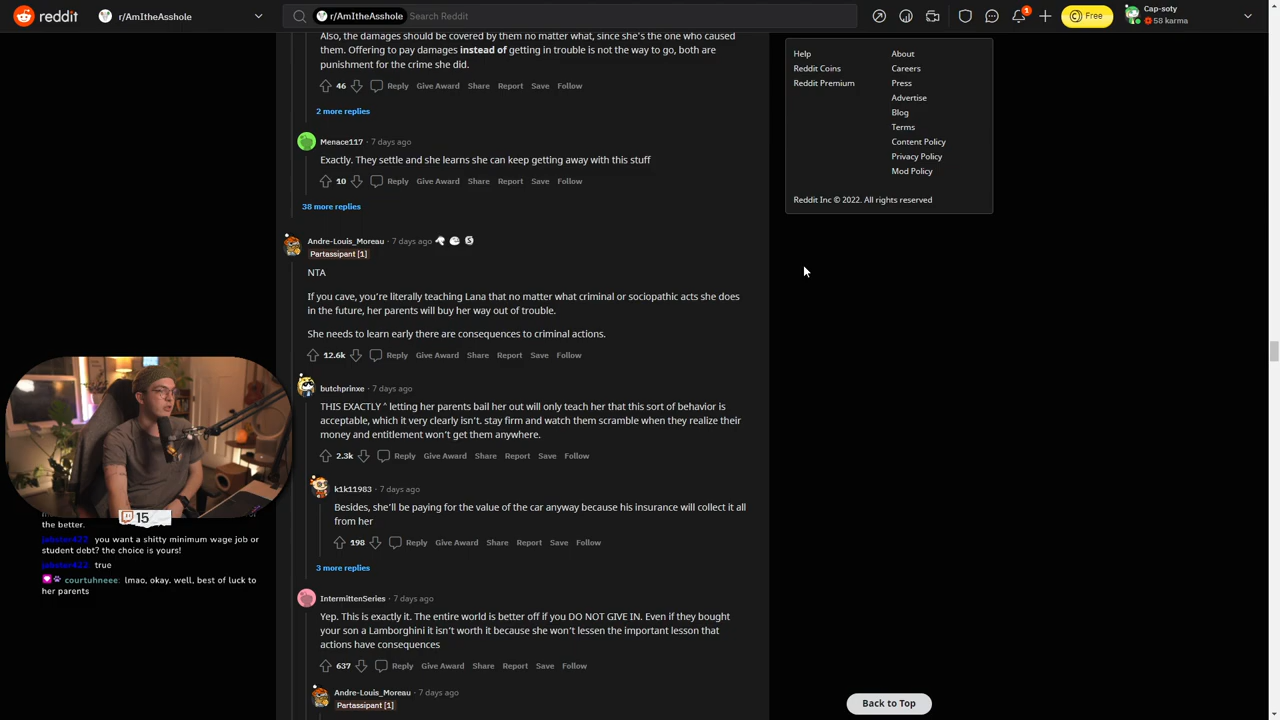 reddit
r/AmItheAsshole
r/AmItheAsshole Search Reddit
1
Free
Cap-soty
58 karma
Also, the damages should be covered by them no matter what, since she's the one who caused
them. Offering to pay damages instead of getting in trouble is not the way to go, both are
punishment for the crime she did.
46 Reply Give Award Share Report Save Follow
2 more replies
Menace117 · 7 days ago
Exactly. They settle and she learns she can keep getting away with this stuff
10 Reply Give Award Share Report Save Follow
38 more replies
Andre-Louis_Moreau · 7 days ago
Partassipant [1]
NTA
If you cave, you're literally teaching Lana that no matter what criminal or sociopathic acts she does
in the future, her parents will buy her way out of trouble.
She needs to learn early there are consequences to criminal actions.
12.6k Reply Give Award Share Report Save Follow
butchprinxe · 7 days ago
THIS EXACTLY ^ letting her parents bail her out will only teach her that this sort of behavior is
acceptable, which it very clearly isn't. stay firm and watch them scramble when they realize their
money and entitlement won't get them anywhere.
2.3k Reply Give Award Share Report Save Follow
k1k11983 · 7 days ago
Besides, she'll be paying for the value of the car anyway because his insurance will collect it all
from her
198 Reply Give Award Share Report Save Follow
3 more replies
IntermittenSeries · 7 days ago
Yep. This is exactly it. The entire world is better off if you DO NOT GIVE IN. Even if they bought
your son a Lamborghini it isn't worth it because she won't lessen the important lesson that
actions have consequences
637 Reply Give Award Share Report Save Follow
Andre-Louis_Moreau · 7 days ago
Partassipant [1]
Help
Reddit Coins
Reddit Premium
About
Careers
Press
Advertise
Blog
Terms
Content Policy
Privacy Policy
Mod Policy
Reddit Inc © 2022. All rights reserved
Back to Top
15
the better.
jabster422: you want a shitty minimum wage job or
student debt? the choice is yours!
jabster422: true
courtuhneee: lmao, okay. well, best of luck to
her parents